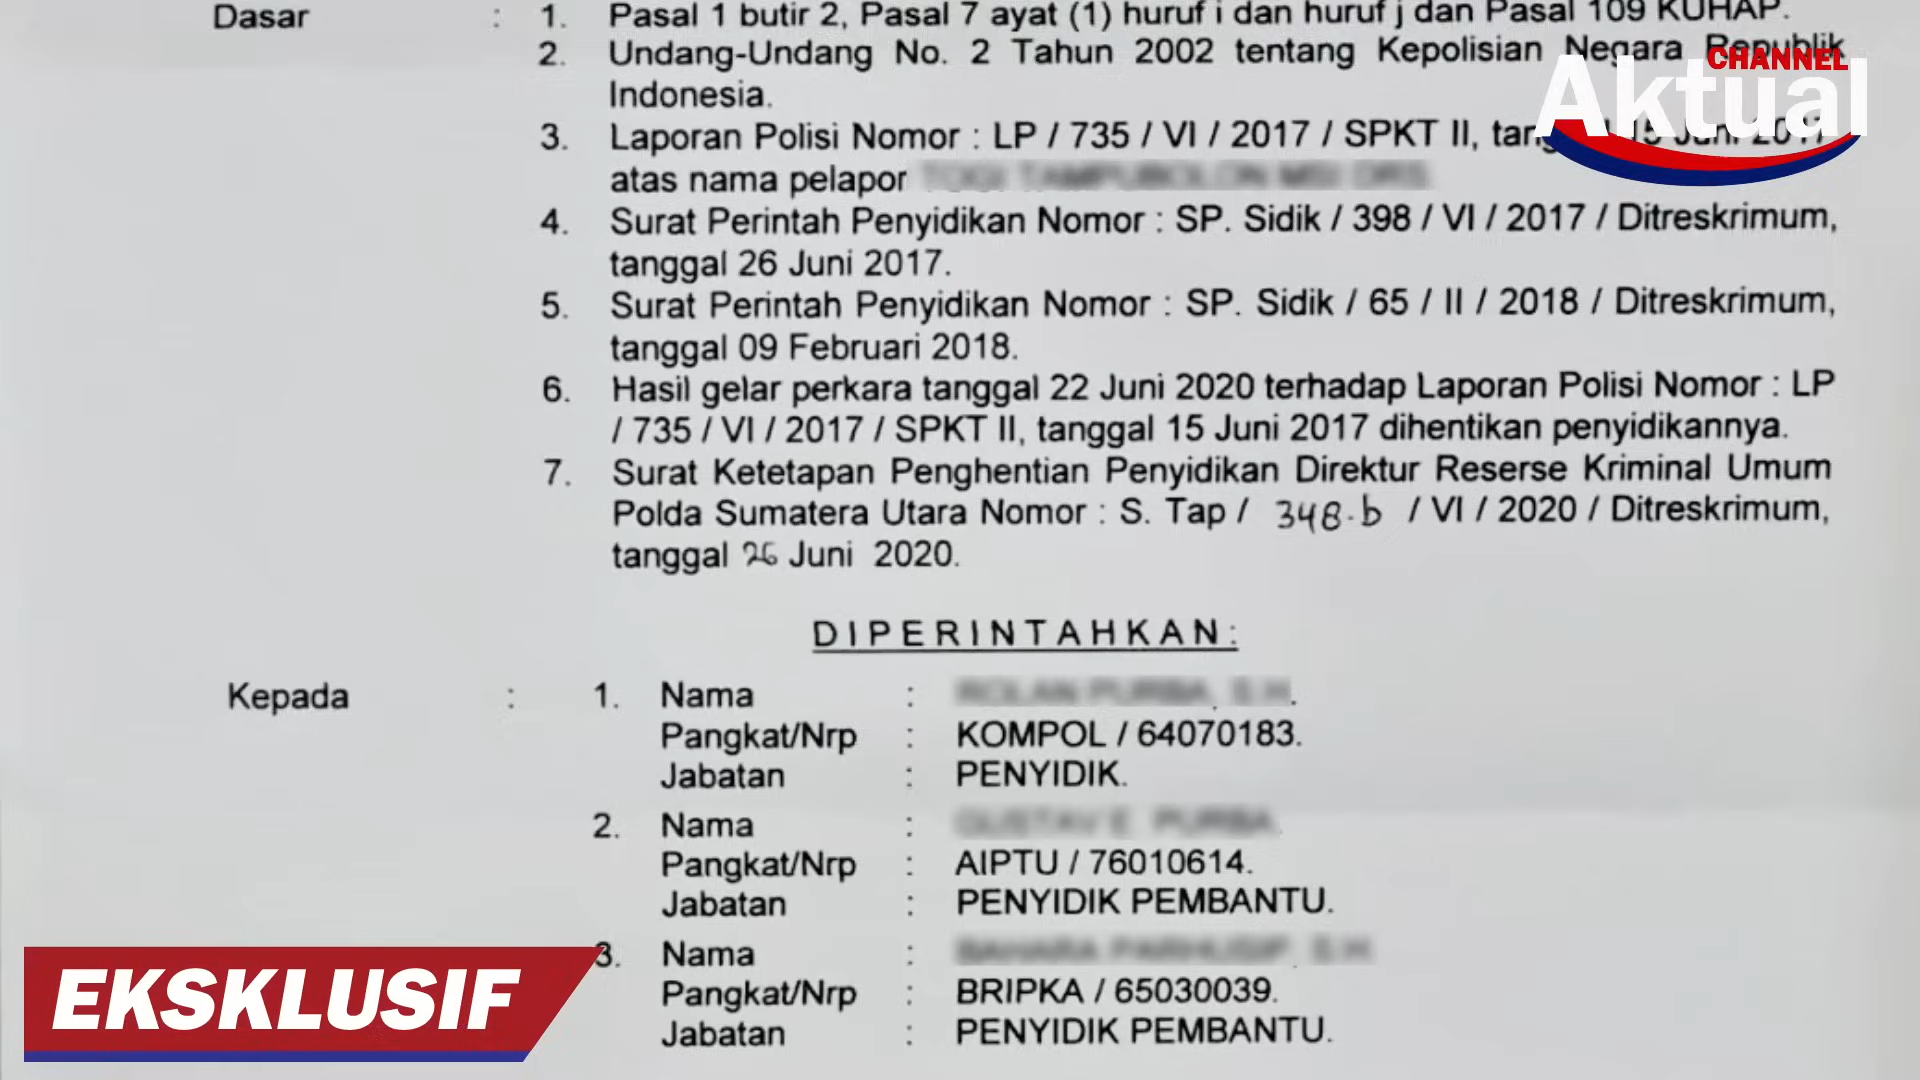 Dasar : 1. Pasal 1 butir 2, Pasal 7 ayat (1) huruf i dan huruf j dan Pasal 109 KUHAP.
2. Undang-Undang No. 2 Tahun 2002 tentang Kepolisian Negara Republik
Indonesia.
CHANNEL
Aktual
3. Laporan Polisi Nomor : LP / 735 / VI / 2017 / SPKT II, 15 Juni 2017
atas nama pelapor
4. Surat Perintah Penyidikan Nomor : SP. Sidik / 398 / VI / 2017 / Ditreskrimum,
tanggal 26 Juni 2017.
5. Surat Perintah Penyidikan Nomor : SP. Sidik / 65 / II / 2018 / Ditreskrimum,
tanggal 09 Februari 2018.
6. Hasil gelar perkara tanggal 22 Juni 2020 terhadap Laporan Polisi Nomor : LP
/ 735 / VI / 2017 / SPKT II, tanggal 15 Juni 2017 dihentikan penyidikannya.
7. Surat Ketetapan Penghentian Penyidikan Direktur Reserse Kriminal Umum
Polda Sumatera Utara Nomor : S. Tap / 348.b / VI / 2020 / Ditreskrimum,
tanggal 26 Juni 2020.
DIPERINTAHKAN:
Kepada : 1. Nama :
Pangkat/Nrp : KOMPOL / 64070183.
Jabatan : PENYIDIK.
2. Nama :
Pangkat/Nrp : AIPTU / 76010614.
Jabatan : PENYIDIK PEMBANTU.
3. Nama :
Pangkat/Nrp : BRIPKA / 65030039.
Jabatan : PENYIDIK PEMBANTU.
EKSKLUSIF